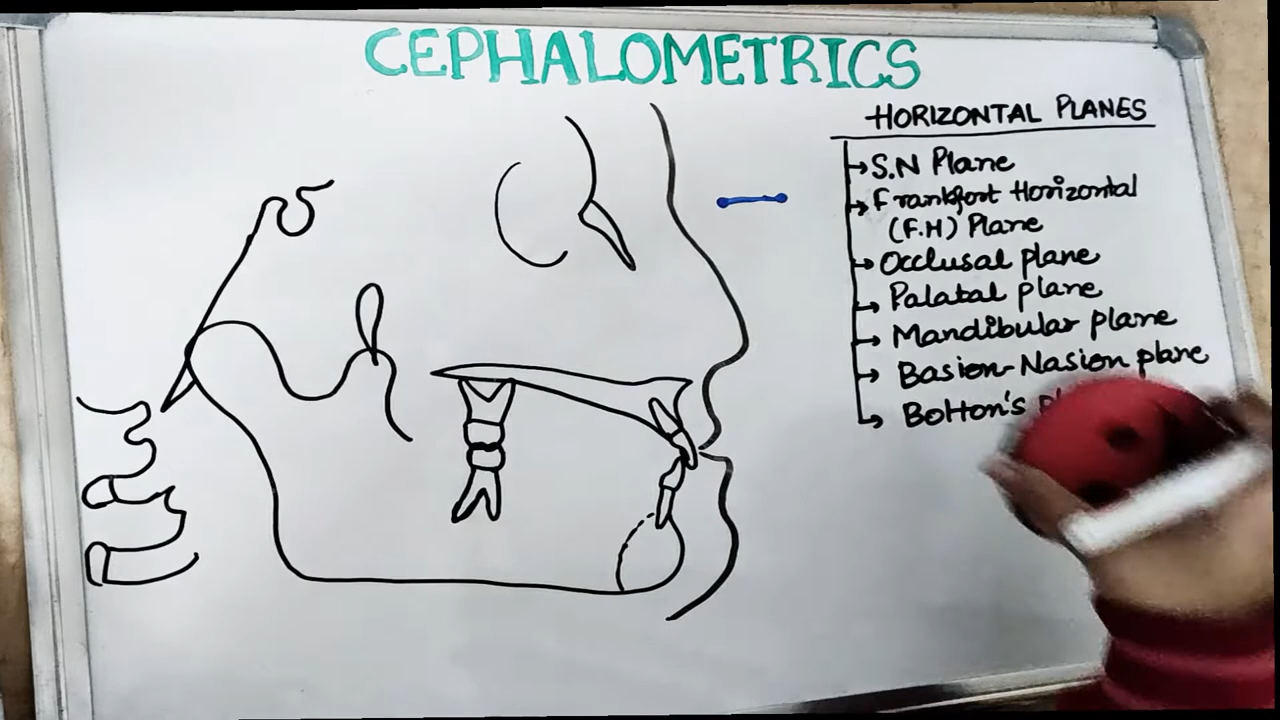 CEPHALOMETRICS
HORIZONTAL PLANES
S.N Plane
Frankfort Horizontal
(F.H) Plane
Occlusal plane
Palatal plane
Mandibular plane
Basion-Nasion plane
Bolton's